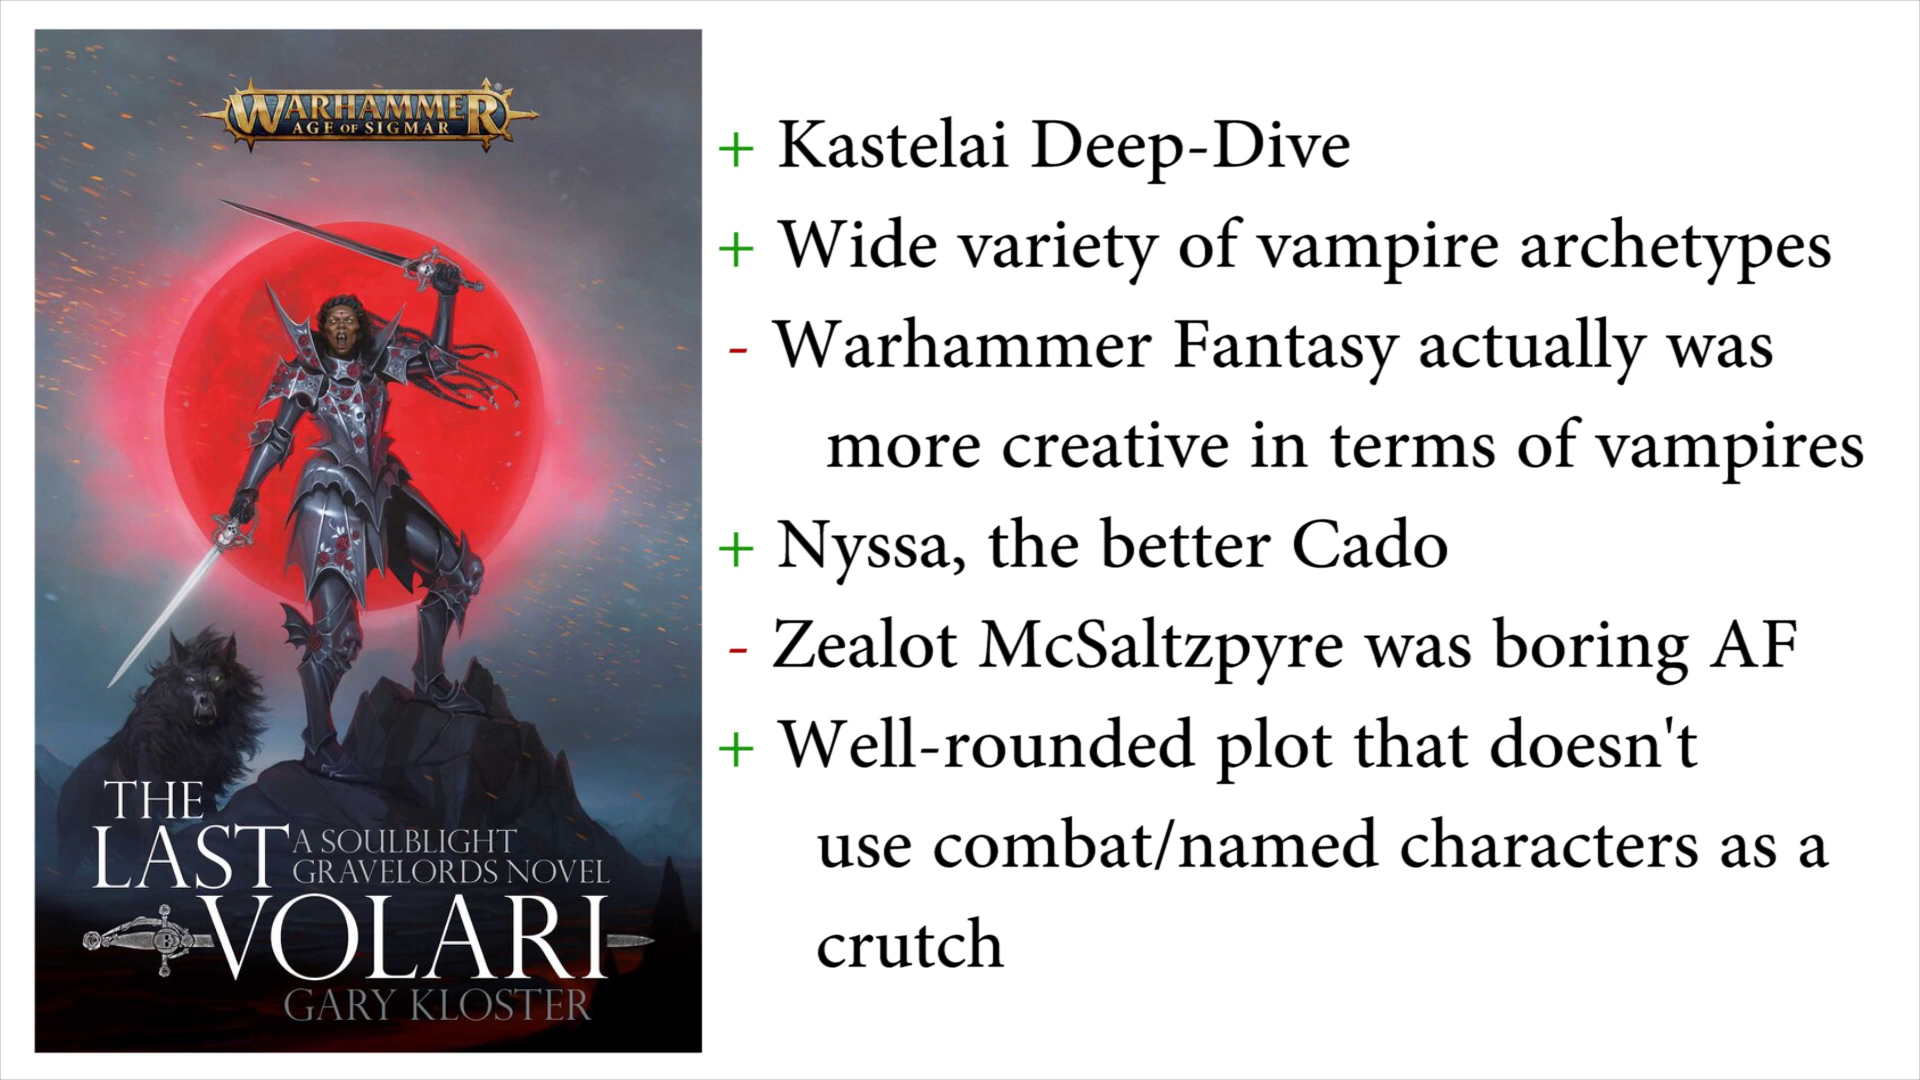 WARHAMMER
AGE OF SIGMAR
THE
LAST
A SOULBLIGHT
GRAVELORDS NOVEL
VOLARI
GARY KLOSTER
+ Kastelai Deep-Dive
+ Wide variety of vampire archetypes
- Warhammer Fantasy actually was
more creative in terms of vampires
+ Nyssa, the better Cado
- Zealot McSaltzpyre was boring AF
+ Well-rounded plot that doesn't
use combat/named characters as a
crutch